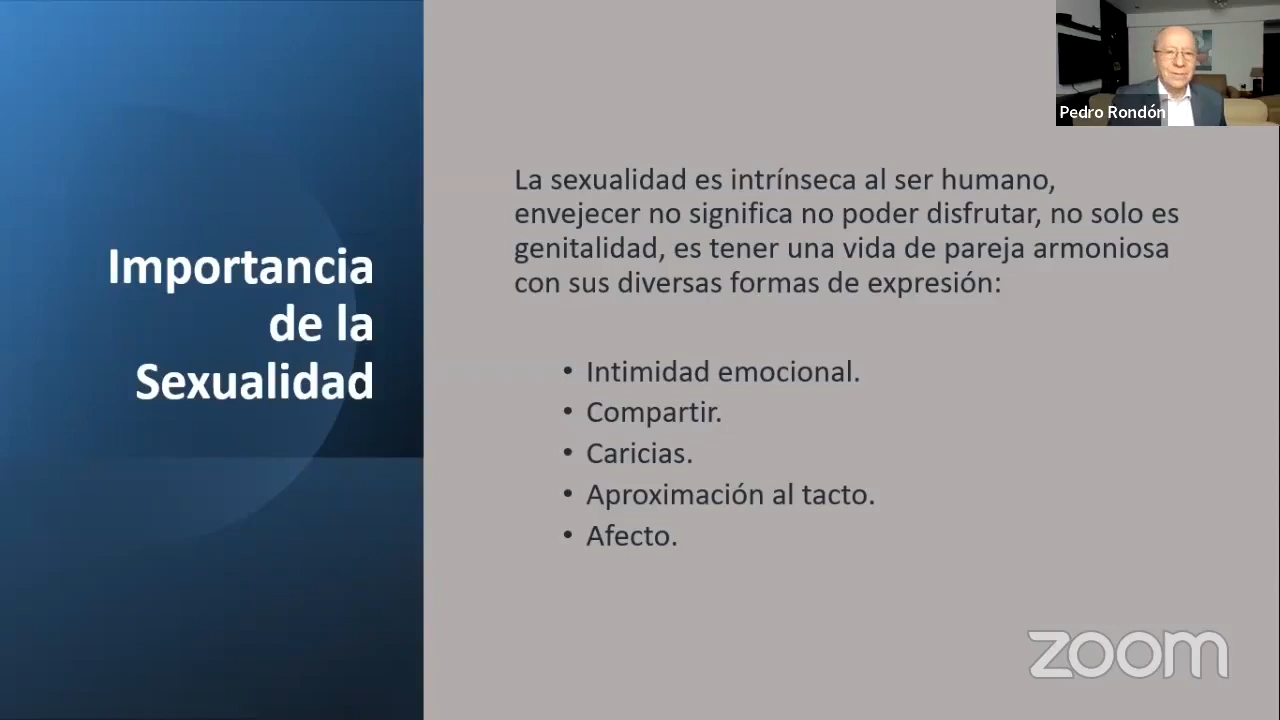 Pedro Rondón
Importancia
de la
Sexualidad
La sexualidad es intrínseca al ser humano,
envejecer no significa no poder disfrutar, no solo es
genitalidad, es tener una vida de pareja armoniosa
con sus diversas formas de expresión:
• Intimidad emocional.
• Compartir.
• Caricias.
• Aproximación al tacto.
• Afecto.
zoom